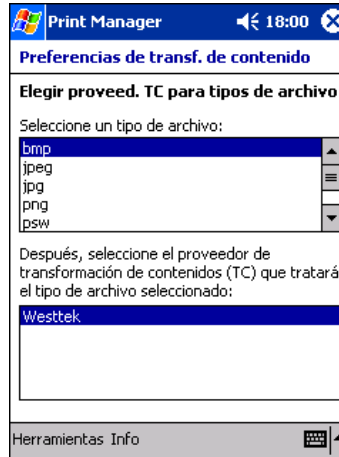 Print Manager 18:00
Preferencias de transf. de contenido
Elegir proveed. TC para tipos de archivo
Seleccione un tipo de archivo:
bmp
jpeg
jpg
png
psw
Después, seleccione el proveedor de
transformación de contenidos (TC) que tratará
el tipo de archivo seleccionado:
Westtek
Herramientas Info